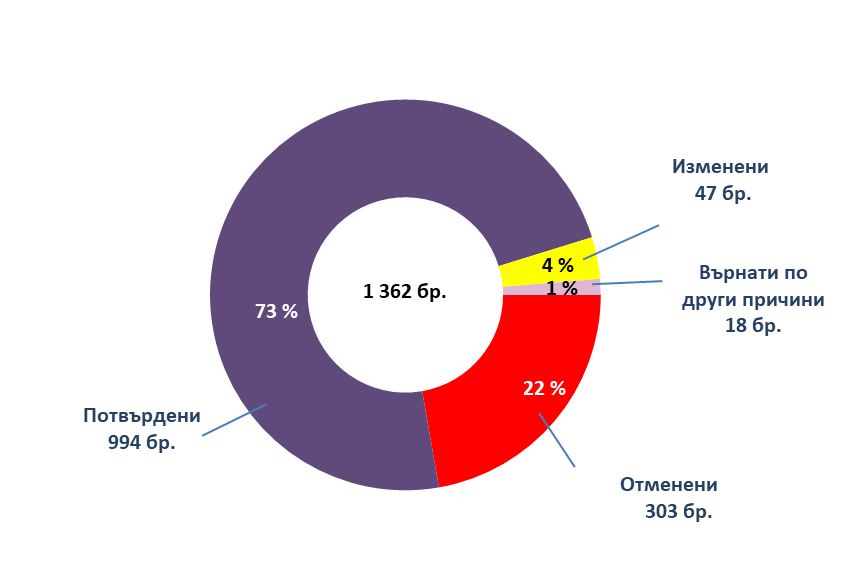 Изменени
47 бр.
4 %
Върнати по
други причини
18 бр.
1 %
1 362 бр.
73 %
22 %
Потвърдени
994 бр.
Отменени
303 бр.